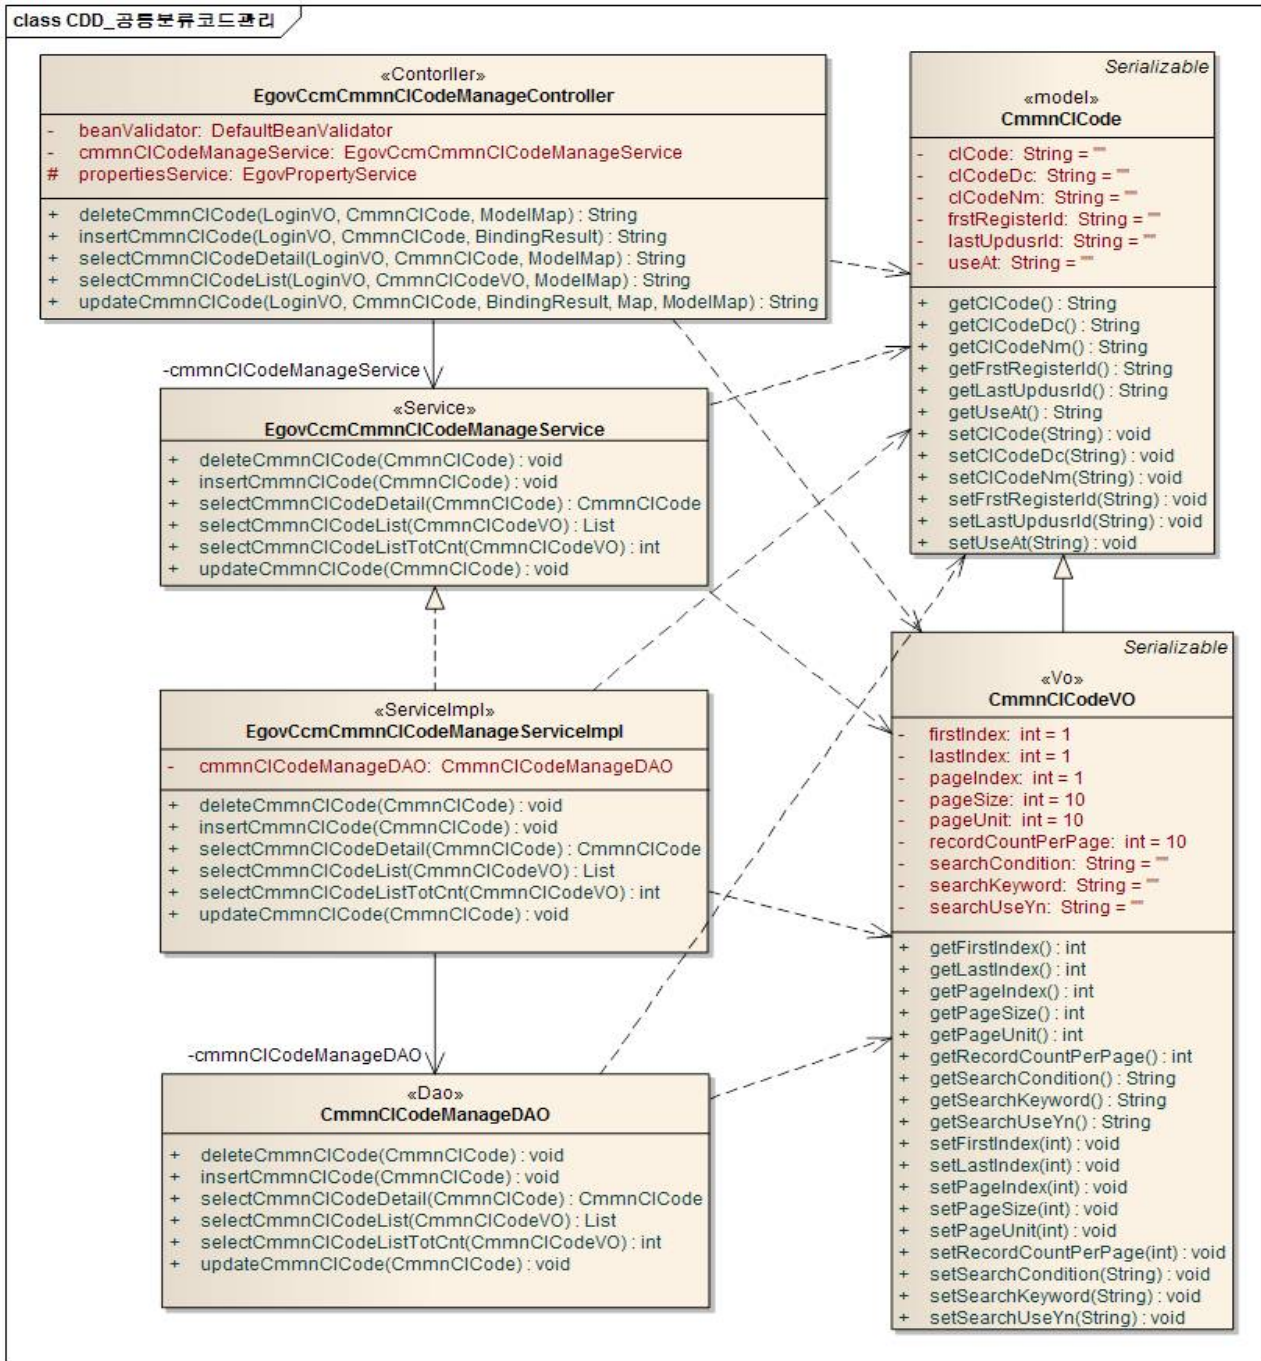 class CDD_공통분류코드관리
«Contorller»
EgovCcmCmmnClCodeManageController
- beanValidator: DefaultBeanValidator
- cmmnClCodeManageService: EgovCcmCmmnClCodeManageService
# propertiesService: EgovPropertyService
+ deleteCmmnClCode(LoginVO, CmmnClCode, ModelMap) : String
+ insertCmmnClCode(LoginVO, CmmnClCode, BindingResult) : String
+ selectCmmnClCodeDetail(LoginVO, CmmnClCode, ModelMap) : String
+ selectCmmnClCodeList(LoginVO, CmmnClCodeVO, ModelMap) : String
+ updateCmmnClCode(LoginVO, CmmnClCode, BindingResult, Map, ModelMap) : String
Serializable
«model»
CmmnClCode
- clCode: String = ""
- clCodeDc: String = ""
- clCodeNm: String = ""
- frstRegisterId: String = ""
- lastUpdusrId: String = ""
- useAt: String = ""
+ getClCode() : String
+ getClCodeDc() : String
+ getClCodeNm() : String
+ getFrstRegisterId() : String
+ getLastUpdusrId() : String
+ getUseAt() : String
+ setClCode(String) : void
+ setClCodeDc(String) : void
+ setClCodeNm(String) : void
+ setFrstRegisterId(String) : void
+ setLastUpdusrId(String) : void
+ setUseAt(String) : void
-cmmnClCodeManageService
«Service»
EgovCcmCmmnClCodeManageService
+ deleteCmmnClCode(CmmnClCode) : void
+ insertCmmnClCode(CmmnClCode) : void
+ selectCmmnClCodeDetail(CmmnClCode) : CmmnClCode
+ selectCmmnClCodeList(CmmnClCodeVO) : List
+ selectCmmnClCodeListTotCnt(CmmnClCodeVO) : int
+ updateCmmnClCode(CmmnClCode) : void
«ServiceImpl»
EgovCcmCmmnClCodeManageServiceImpl
- cmmnClCodeManageDAO: CmmnClCodeManageDAO
+ deleteCmmnClCode(CmmnClCode) : void
+ insertCmmnClCode(CmmnClCode) : void
+ selectCmmnClCodeDetail(CmmnClCode) : CmmnClCode
+ selectCmmnClCodeList(CmmnClCodeVO) : List
+ selectCmmnClCodeListTotCnt(CmmnClCodeVO) : int
+ updateCmmnClCode(CmmnClCode) : void
Serializable
«Vo»
CmmnClCodeVO
- firstIndex: int = 1
- lastIndex: int = 1
- pageIndex: int = 1
- pageSize: int = 10
- pageUnit: int = 10
- recordCountPerPage: int = 10
- searchCondition: String = ""
- searchKeyword: String = ""
- searchUseYn: String = ""
+ getFirstIndex() : int
+ getLastIndex() : int
+ getPageIndex() : int
+ getPageSize() : int
+ getPageUnit() : int
+ getRecordCountPerPage() : int
+ getSearchCondition() : String
+ getSearchKeyword() : String
+ getSearchUseYn() : String
+ setFirstIndex(int) : void
+ setLastIndex(int) : void
+ setPageIndex(int) : void
+ setPageSize(int) : void
+ setPageUnit(int) : void
+ setRecordCountPerPage(int) : void
+ setSearchCondition(String) : void
+ setSearchKeyword(String) : void
+ setSearchUseYn(String) : void
-cmmnClCodeManageDAO
«Dao»
CmmnClCodeManageDAO
+ deleteCmmnClCode(CmmnClCode) : void
+ insertCmmnClCode(CmmnClCode) : void
+ selectCmmnClCodeDetail(CmmnClCode) : CmmnClCode
+ selectCmmnClCodeList(CmmnClCodeVO) : List
+ selectCmmnClCodeListTotCnt(CmmnClCodeVO) : int
+ updateCmmnClCode(CmmnClCode) : void